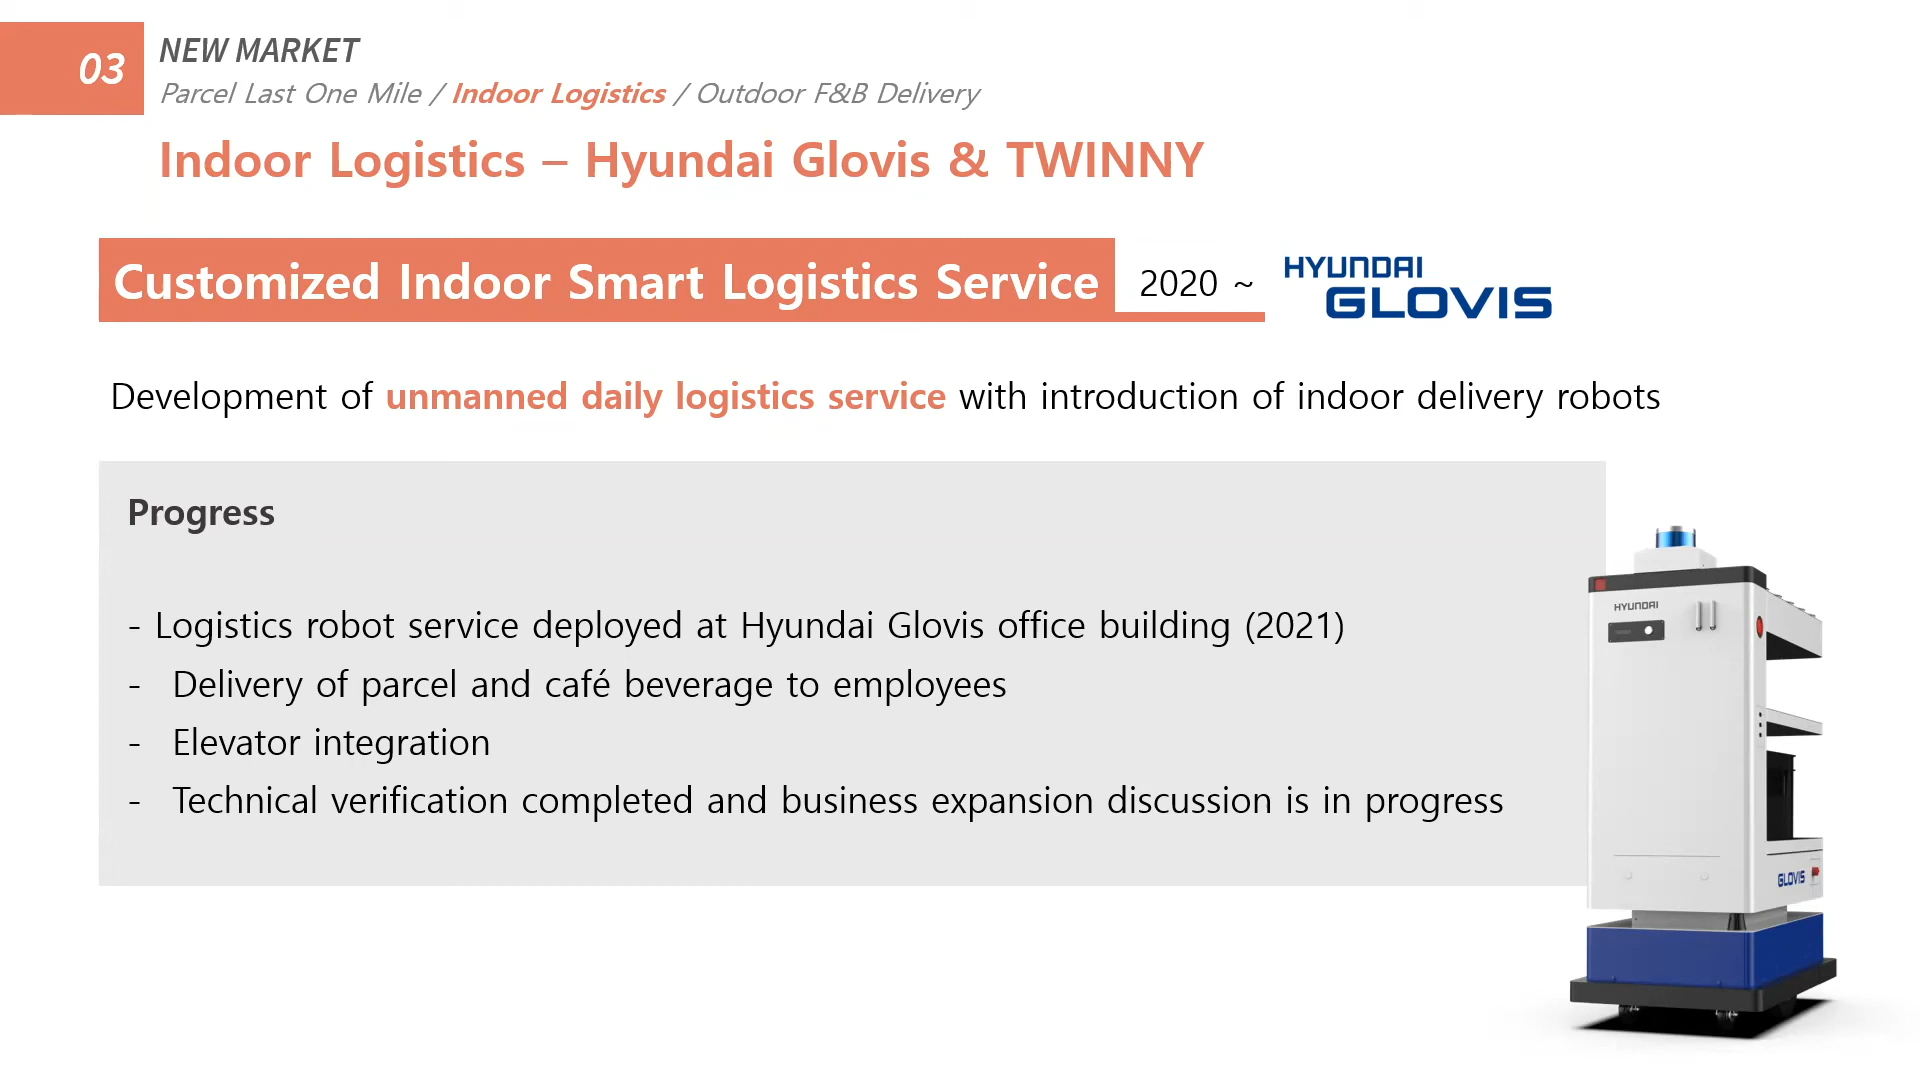 03
NEW MARKET
Parcel Last One Mile / Indoor Logistics / Outdoor F&B Delivery
Indoor Logistics – Hyundai Glovis & TWINNY
Customized Indoor Smart Logistics Service 2020 ~
HYUNDAI
GLOVIS
Development of unmanned daily logistics service with introduction of indoor delivery robots
Progress
- Logistics robot service deployed at Hyundai Glovis office building (2021)
- Delivery of parcel and café beverage to employees
- Elevator integration
- Technical verification completed and business expansion discussion is in progress
HYUNDAI
GLOVIS